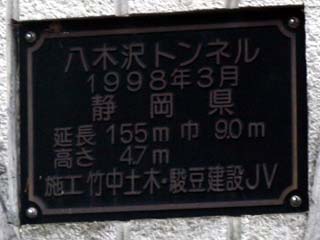 八木沢トンネル
1998年3月
静岡県
延長 155m 巾 9.0m
高さ 4.7m
施工 竹中土木・駿豆建設JV